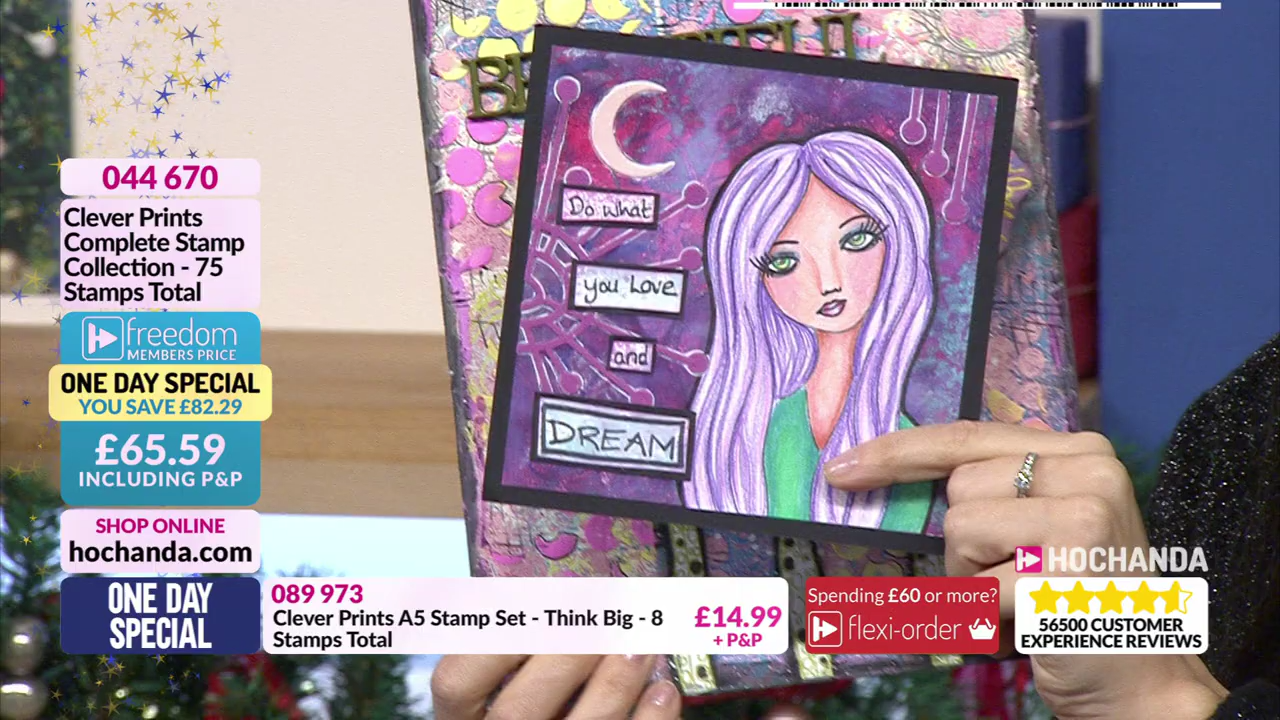 044 670
Clever Prints
Complete Stamp
Collection - 75
Stamps Total
freedom
MEMBERS PRICE
ONE DAY SPECIAL
YOU SAVE £82.29
£65.59
INCLUDING P&P
SHOP ONLINE
hochanda.com
Do what
you Love
and
DREAM
HOCHANDA
ONE DAY
SPECIAL
089 973
Clever Prints A5 Stamp Set - Think Big - 8
Stamps Total
£14.99
+ P&P
Spending £60 or more?
flexi-order
56500 CUSTOMER
EXPERIENCE REVIEWS